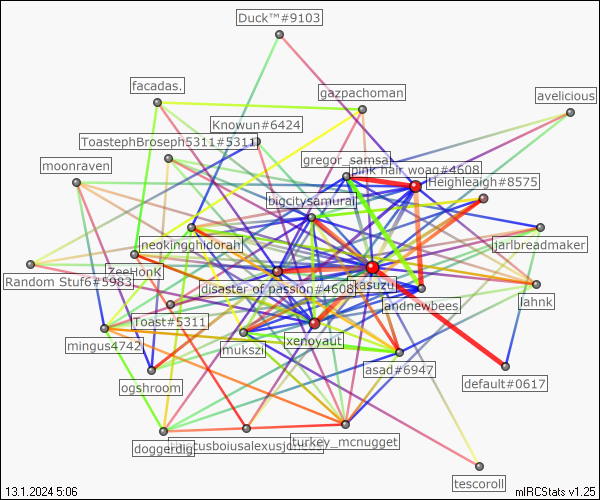 Duck™#9103
facadas.
gazpachoman
avelicious
Knowun#6424
ToastephBroseph5311#5311
gregor_samsa
moonraven
pink hair woag#4608
Heighleaigh#8575
bigcitysamurai
neokingghidorah
jarlbreadmaker
ZeeHonk
Random Stuf6#5983
disaster of passion#4608
kasuzu
andnewbees
lahnk
Toast#5311
xenoyaut
mingus4742
mukszi
asad#6947
ogshroom
default#0617
turkey_mcnugget
doggerdig
tescoroll
13.1.2024 5:06
mIRCStats v1.25